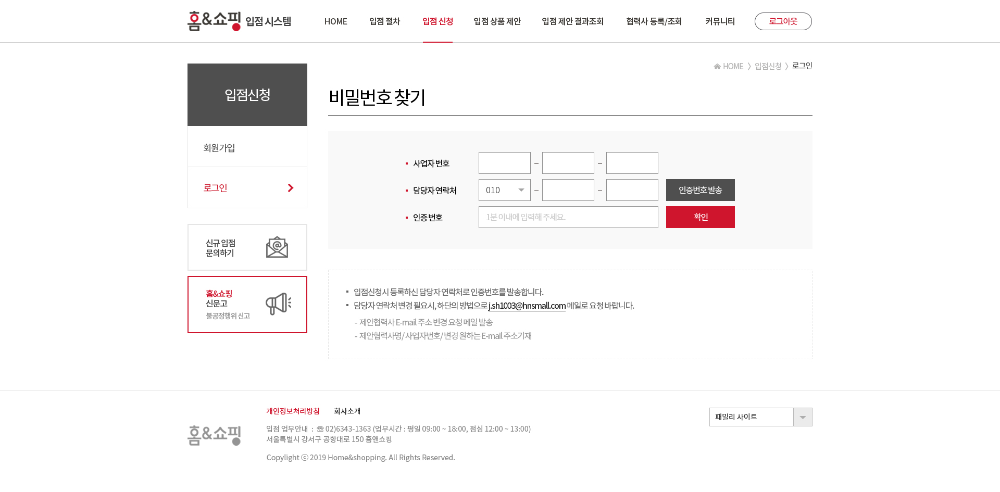 홈&쇼핑 입점 시스템
HOME 입점 절차 입점 신청 입점 상품 제안 입점 제안 결과조회 협력사 등록/조회 커뮤니티 로그아웃
HOME 〉 입점신청 〉 로그인
입점신청
회원가입
로그인
신규 입점
문의하기
홈&쇼핑
신문고
불공정행위 신고
비밀번호 찾기
사업자 번호 – –
담당자 연락처 010 – – 인증번호 발송
인증 번호 1분 이내에 입력해 주세요. 확인
입점신청시 등록하신 담당자 연락처로 인증번호를 발송합니다.
담당자 연락처 변경 필요시, 하단의 방법으로 j.sh1003@hnsmall.com 메일로 요청 바랍니다.
- 제안협력사 E-mail 주소 변경 요청 메일 발송
- 제안협력사명/ 사업자번호/ 변경 원하는 E-mail 주소기재
홈&쇼핑
개인정보처리방침 회사소개
입점 업무안내 : ☏ 02)6343-1363 (업무시간 : 평일 09:00 ~ 18:00, 점심 12:00 ~ 13:00)
서울특별시 강서구 공항대로 150 홈앤쇼핑
Copylight ⓒ 2019 Home&shopping. All Rights Reserved.
패밀리 사이트